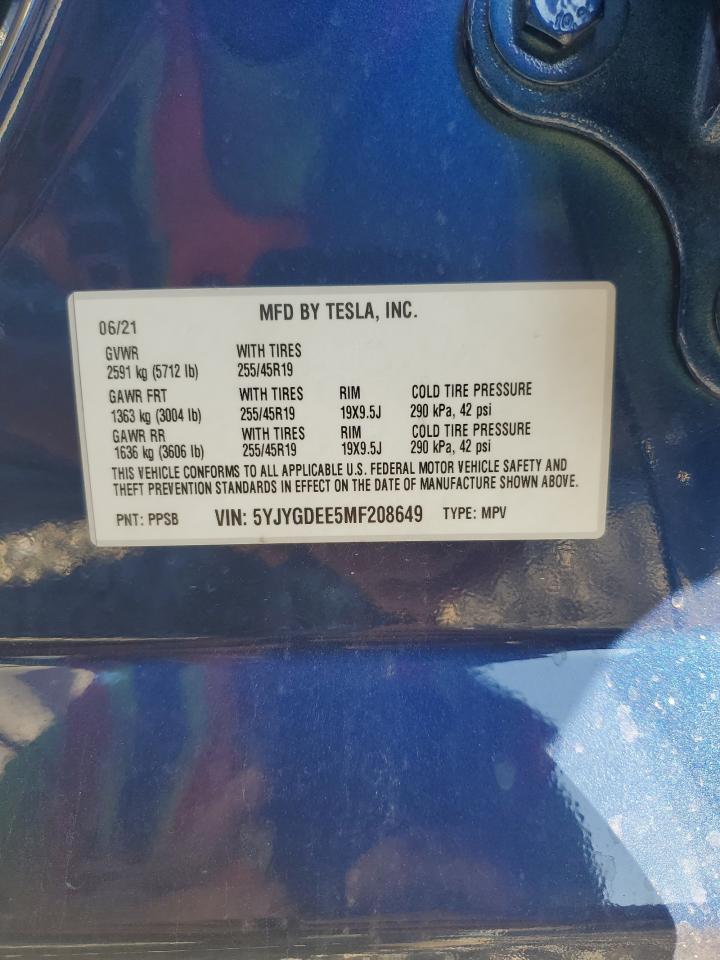 MFD BY TESLA, INC.
06/21
GVWR WITH TIRES
2591 kg (5712 lb) 255/45R19
GAWR FRT WITH TIRES RIM COLD TIRE PRESSURE
1363 kg (3004 lb) 255/45R19 19X9.5J 290 kPa, 42 psi
GAWR RR WITH TIRES RIM COLD TIRE PRESSURE
1636 kg (3606 lb) 255/45R19 19X9.5J 290 kPa, 42 psi
THIS VEHICLE CONFORMS TO ALL APPLICABLE U.S. FEDERAL MOTOR VEHICLE SAFETY AND
THEFT PREVENTION STANDARDS IN EFFECT ON THE DATE OF MANUFACTURE SHOWN ABOVE.
PNT: PPSB VIN: 5YJYGDEE5MF208649 TYPE: MPV